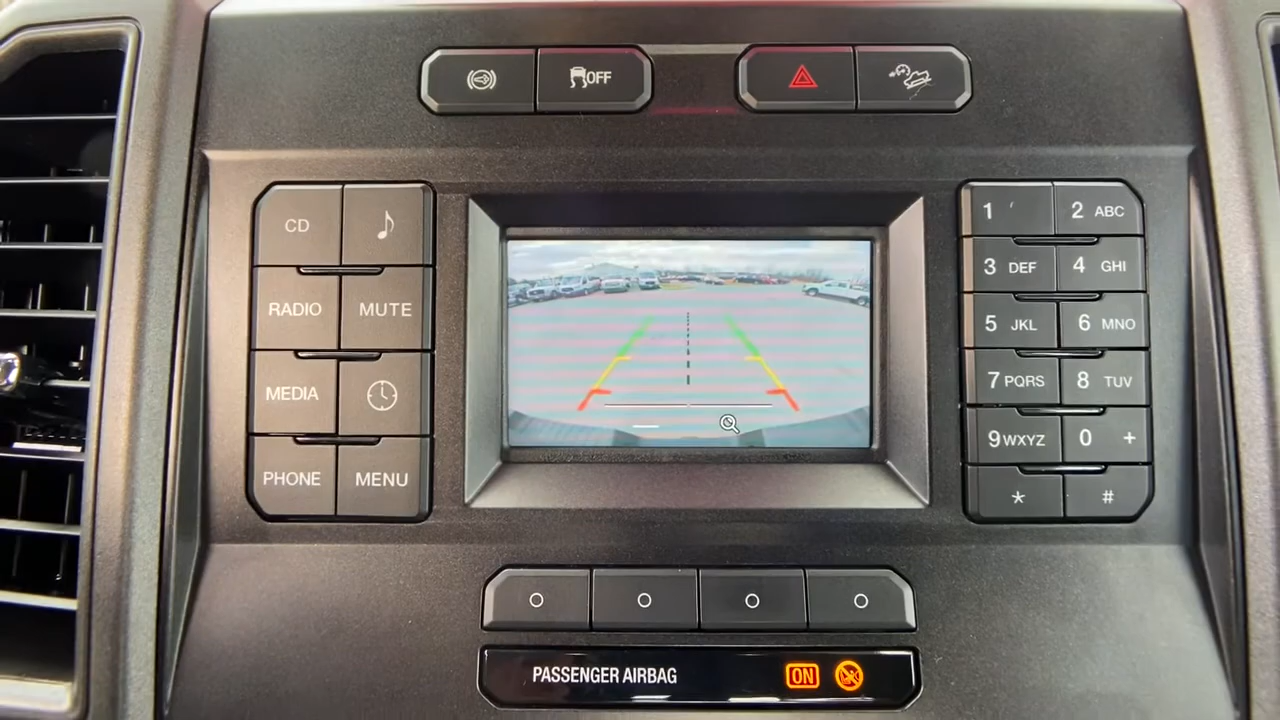 OFF
CD
RADIO MUTE
MEDIA
PHONE MENU
1 2 ABC
3 DEF 4 GHI
5 JKL 6 MNO
7 PQRS 8 TUV
9 WXYZ 0 +
* #
PASSENGER AIRBAG ON